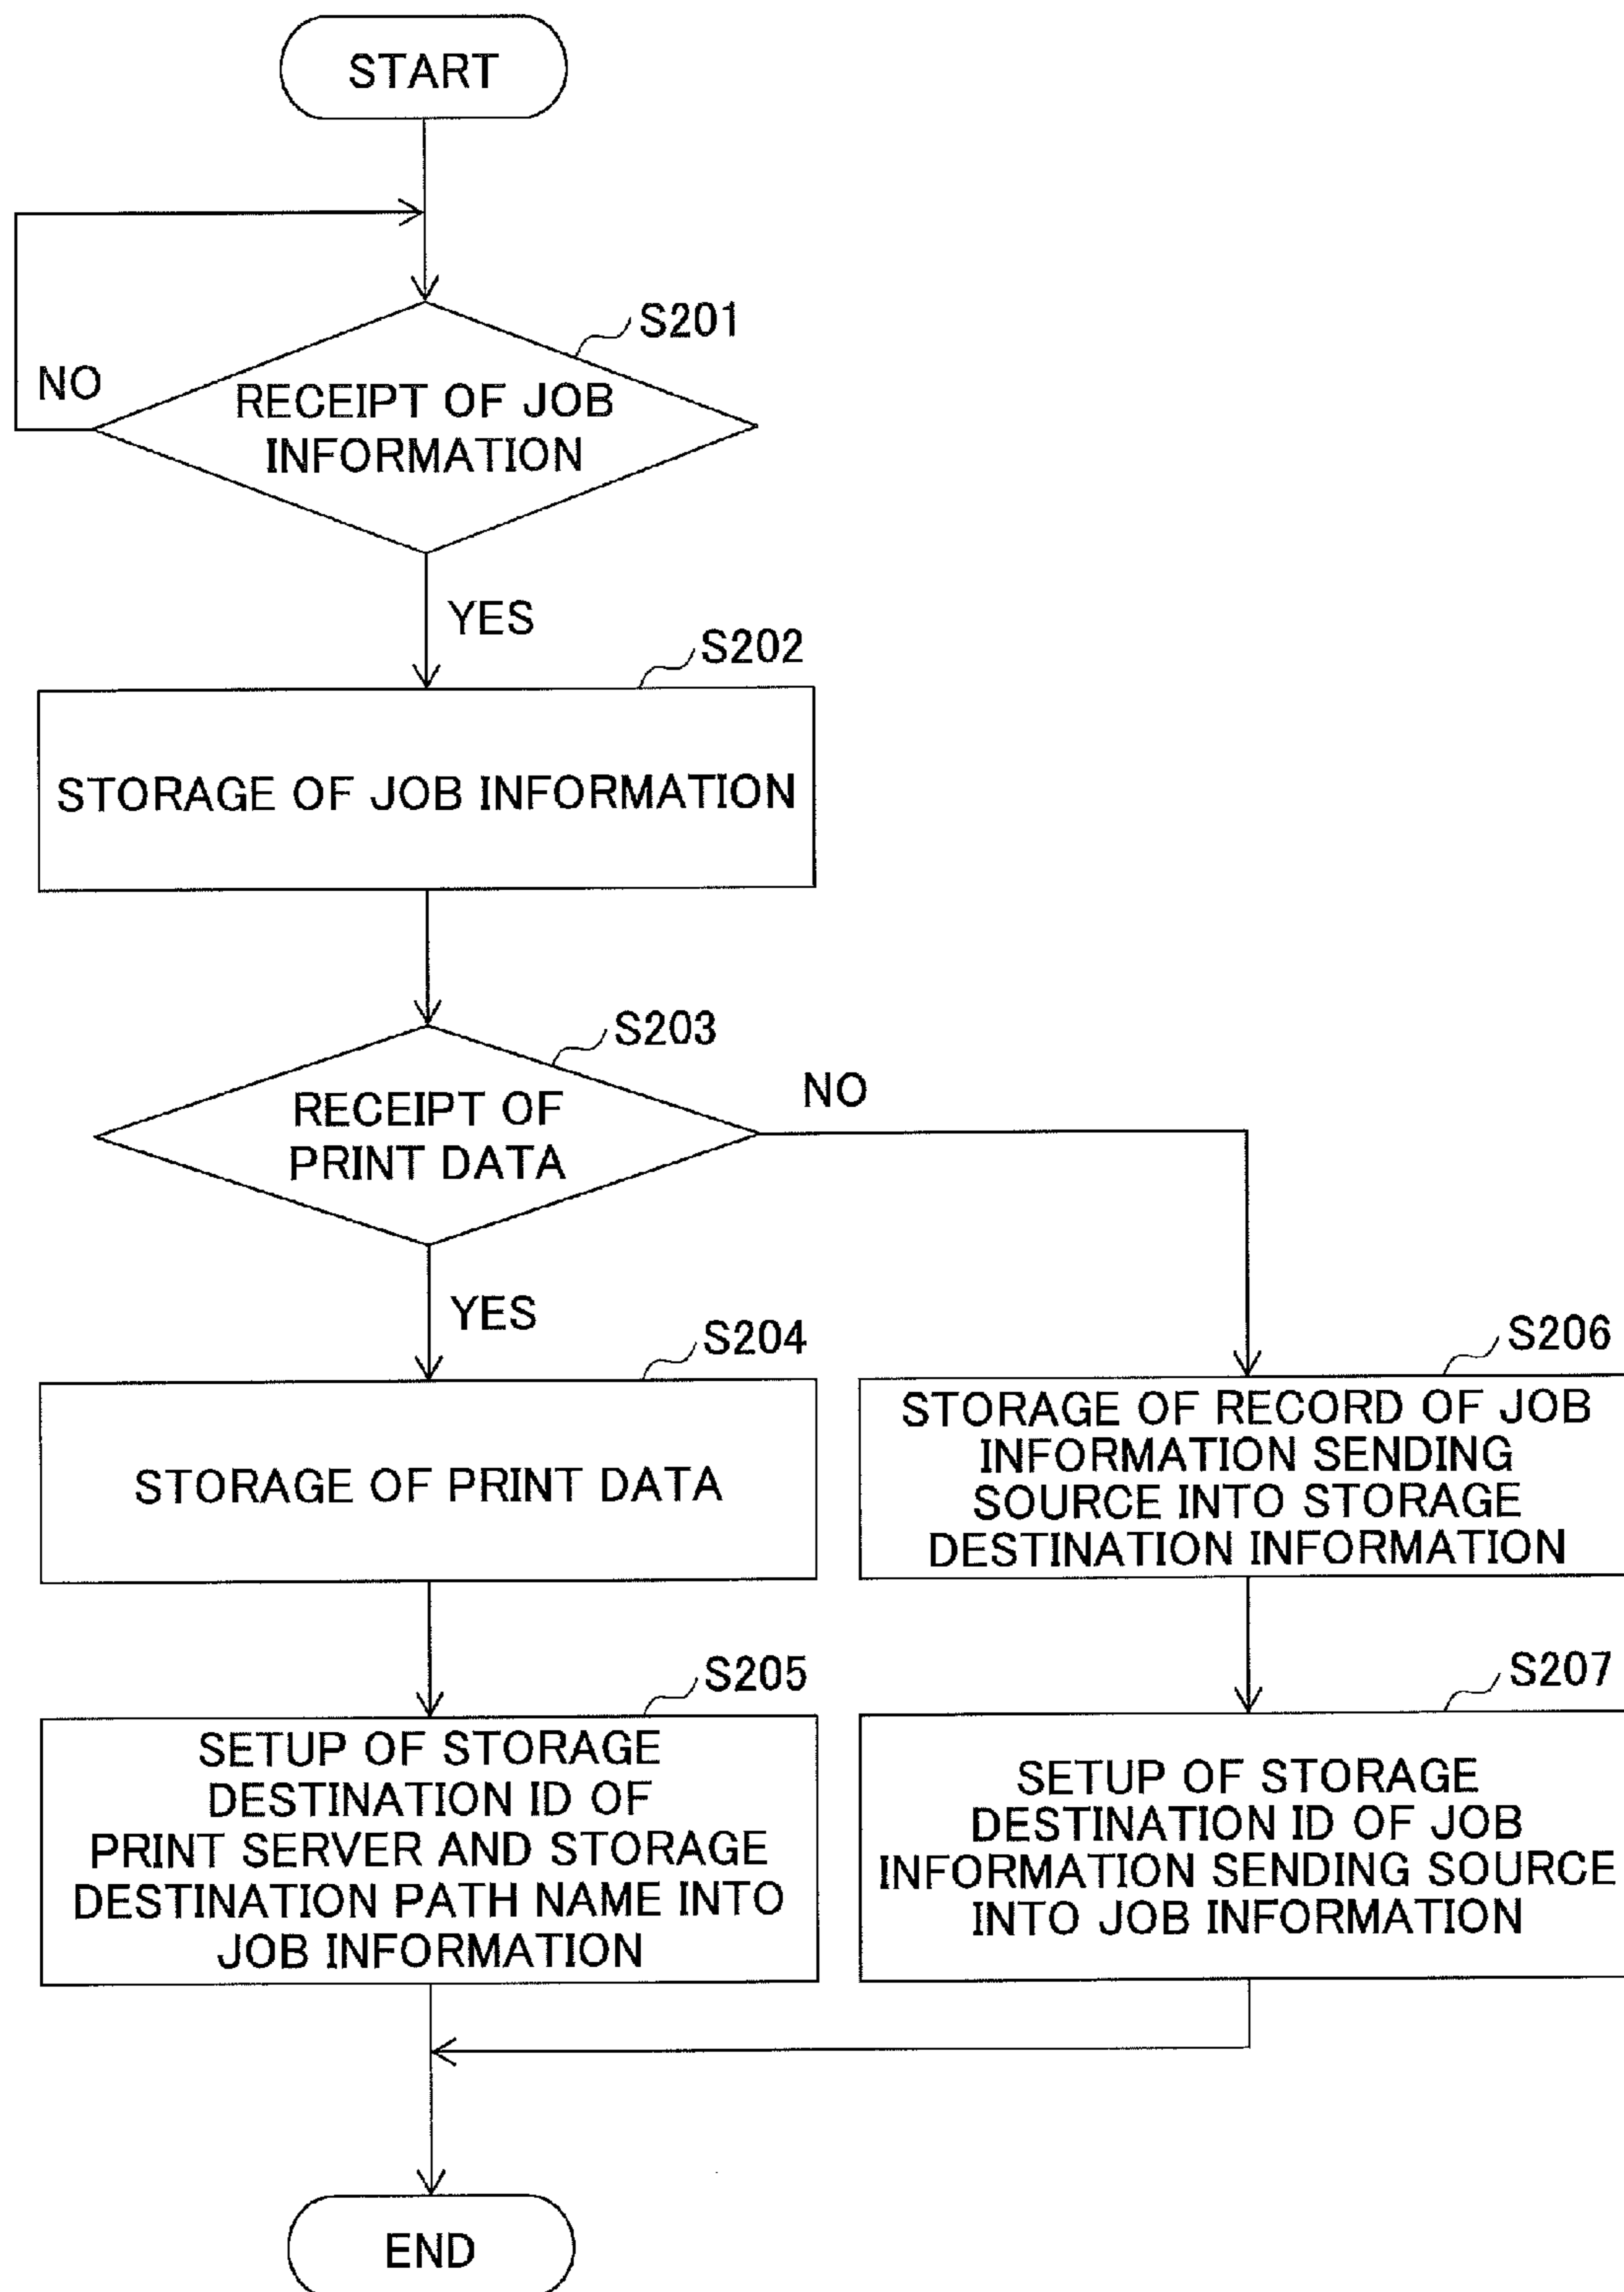 START
S201
NO
RECEIPT OF JOB
INFORMATION
YES
S202
STORAGE OF JOB INFORMATION
S203
NO
RECEIPT OF
PRINT DATA
YES
S204
STORAGE OF PRINT DATA
S206
STORAGE OF RECORD OF JOB
INFORMATION SENDING
SOURCE INTO STORAGE
DESTINATION INFORMATION
S205
SETUP OF STORAGE
DESTINATION ID OF
PRINT SERVER AND STORAGE
DESTINATION PATH NAME INTO
JOB INFORMATION
S207
SETUP OF STORAGE
DESTINATION ID OF JOB
INFORMATION SENDING SOURCE
INTO JOB INFORMATION
END